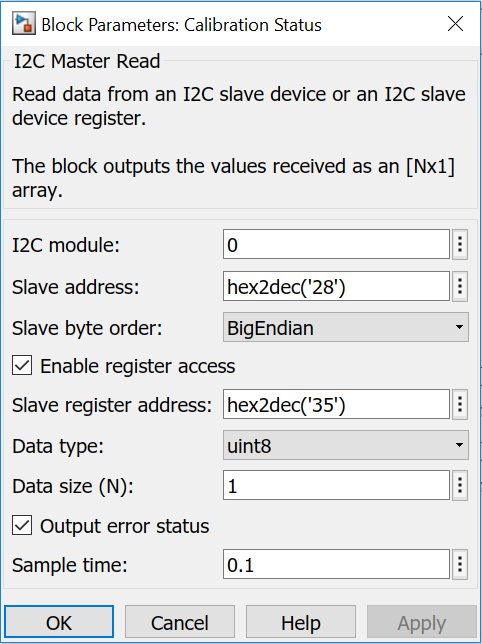 Block Parameters: Calibration Status
I2C Master Read
Read data from an I2C slave device or an I2C slave
device register.
The block outputs the values received as an [Nx1]
array.
I2C module: 0
Slave address: hex2dec('28')
Slave byte order: BigEndian
Enable register access
Slave register address: hex2dec('35')
Data type: uint8
Data size (N): 1
Output error status
Sample time: 0.1
OK Cancel Help Apply